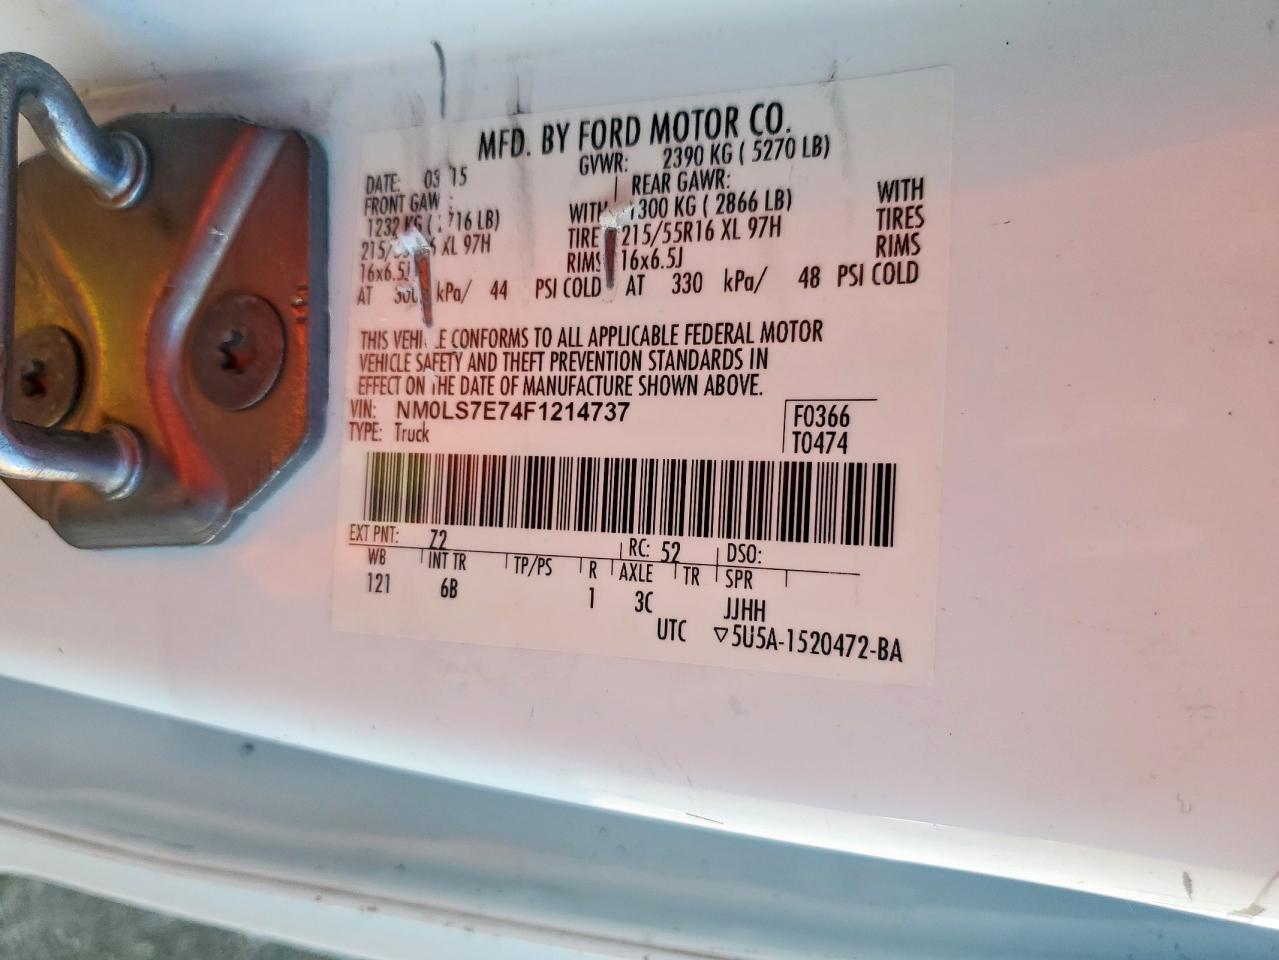 MFD. BY FORD MOTOR CO.
DATE: 03 15 GVWR: 2390 KG ( 5270 LB)
FRONT GAW REAR GAWR:
1232 KG ( 716 LB) WITH 1300 KG ( 2866 LB) WITH
XL 97H TIRE 215/55R16 XL 97H TIRES
16x6.5J RIMS 16x6.5J RIMS
AT kPa/ 44 PSI COLD AT 330 kPa/ 48 PSI COLD
THIS VEHI LE CONFORMS TO ALL APPLICABLE FEDERAL MOTOR
VEHICLE SAFETY AND THEFT PREVENTION STANDARDS IN
EFFECT ON THE DATE OF MANUFACTURE SHOWN ABOVE.
VIN: NM0LS7E74F1214737 F0366
TYPE: Truck T0474
EXT PNT: Z2 RC: 52 DSO:
WB INT TR TP/PS R AXLE TR SPR
121 6B 1 3C JJHH
UTC ▽5U5A-1520472-BA